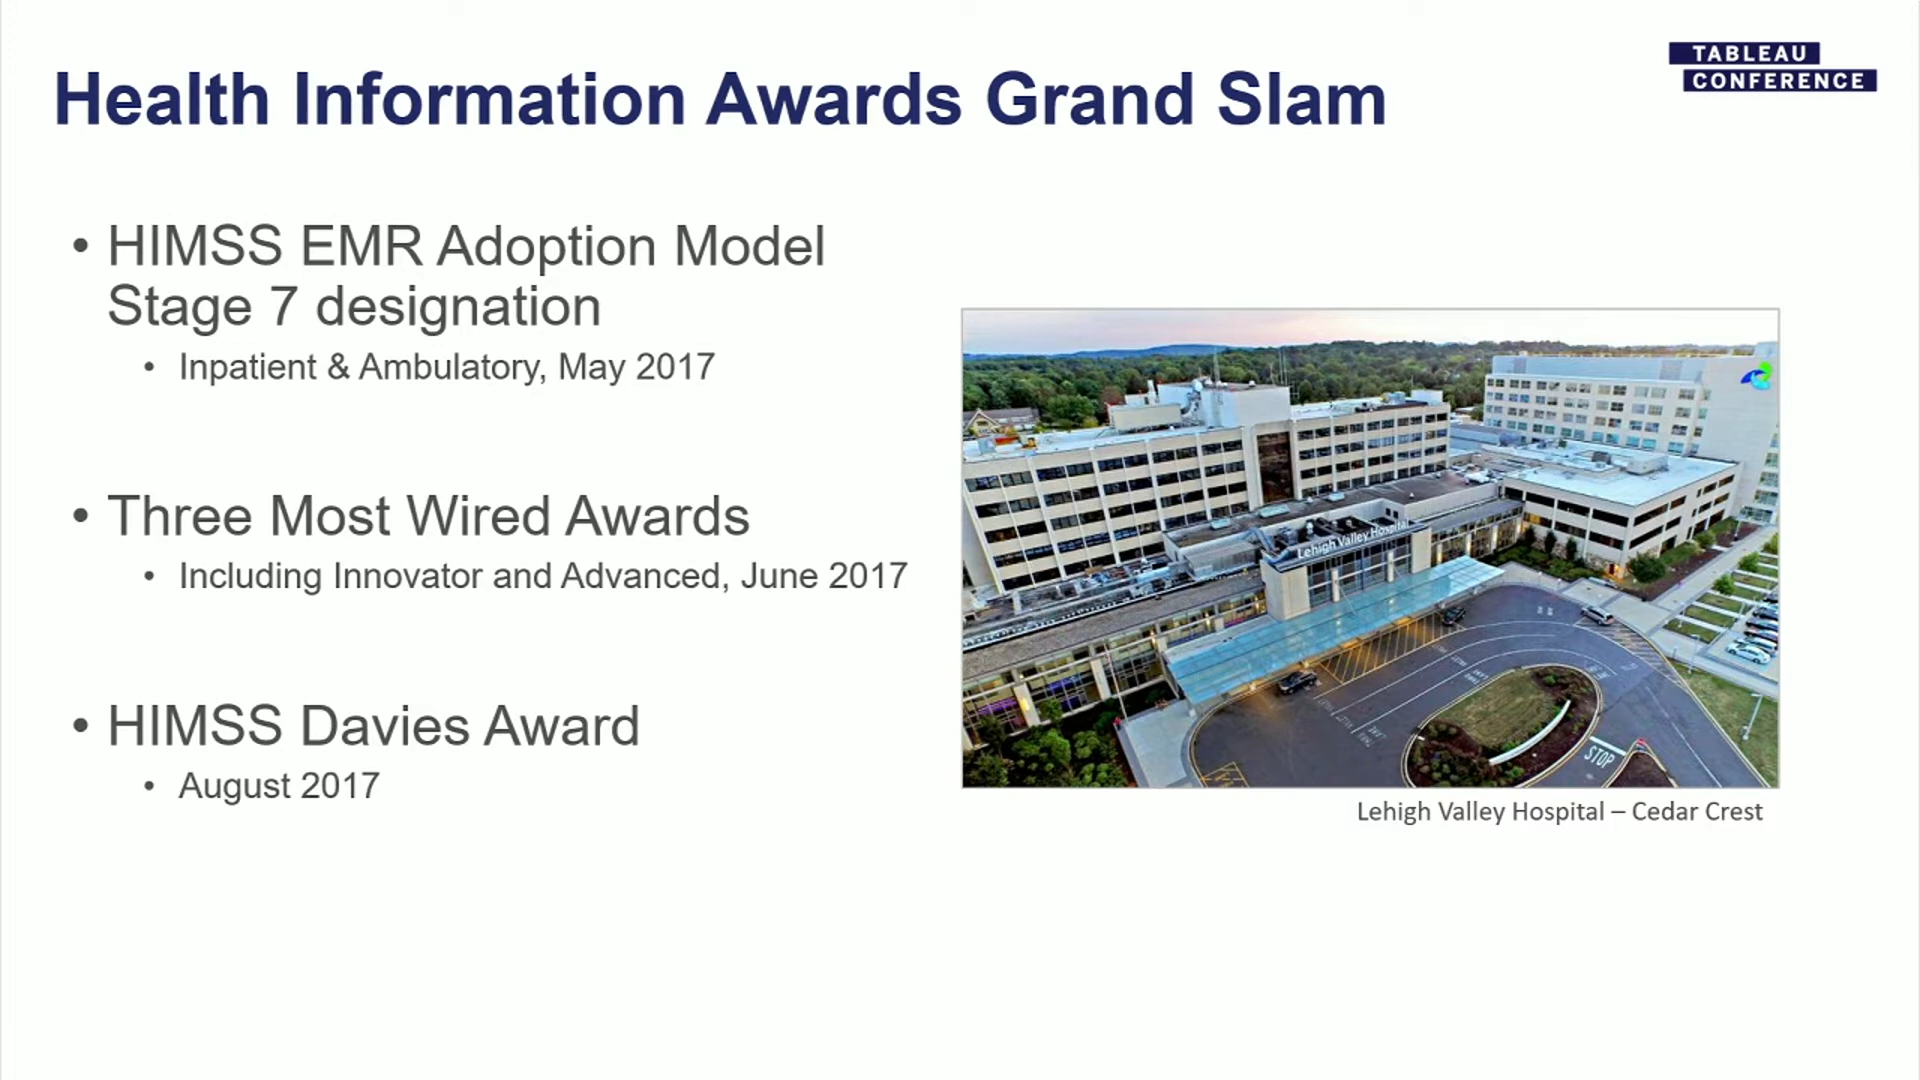 Health Information Awards Grand Slam
TABLEAU
CONFERENCE
• HIMSS EMR Adoption Model
Stage 7 designation
• Inpatient & Ambulatory, May 2017
• Three Most Wired Awards
• Including Innovator and Advanced, June 2017
• HIMSS Davies Award
• August 2017
Lehigh Valley Hospital
STOP
Lehigh Valley Hospital – Cedar Crest